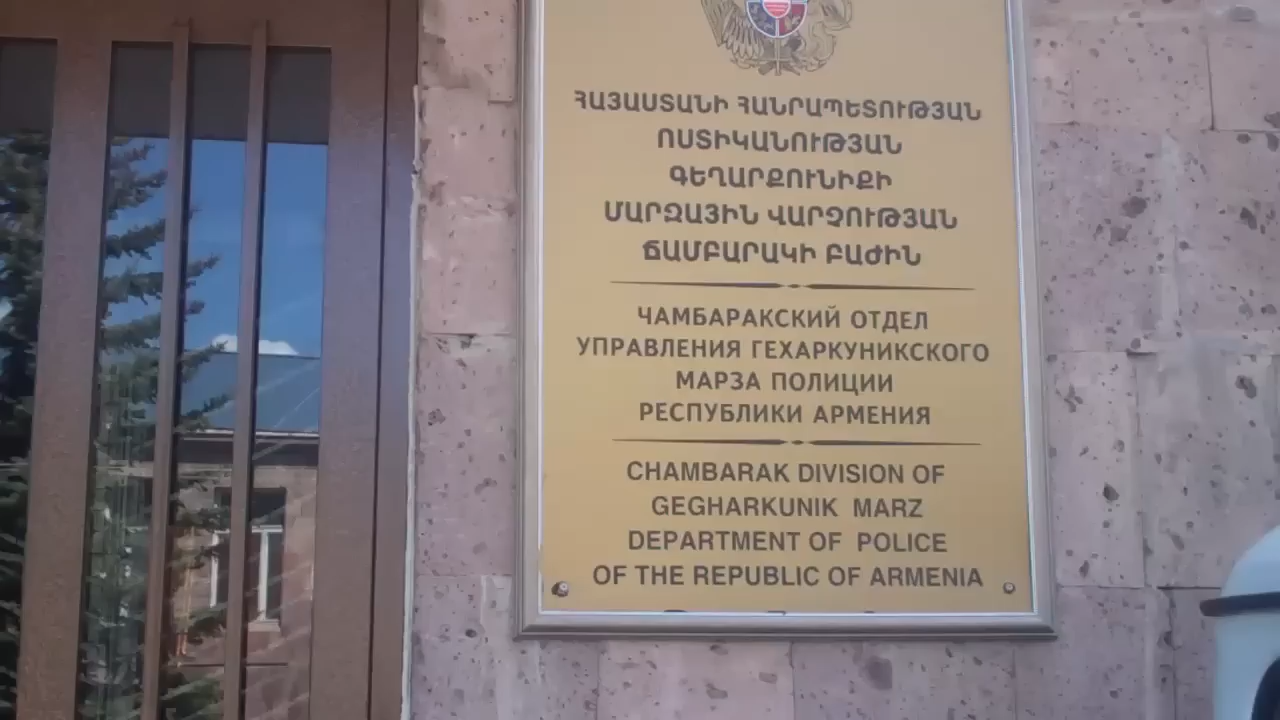 ՀԱՅԱՍՏԱՆԻ ՀԱՆՐԱՊԵՏՈՒԹՅԱՆ
ՈՍՏԻԿԱՆՈՒԹՅԱՆ
ԳԵՂԱՐՔՈՒՆԻՔԻ
ՄԱՐԶԱՅԻՆ ՎԱՐՉՈՒԹՅԱՆ
ՃԱՄԲԱՐԱԿԻ ԲԱԺԻՆ
ЧАМБАРАКСКИЙ ОТДЕЛ
УПРАВЛЕНИЯ ГЕХАРКУНИКСКОГО
МАРЗА ПОЛИЦИИ
РЕСПУБЛИКИ АРМЕНИЯ
CHAMBARAK DIVISION OF
GEGHARKUNIK MARZ
DEPARTMENT OF POLICE
OF THE REPUBLIC OF ARMENIA